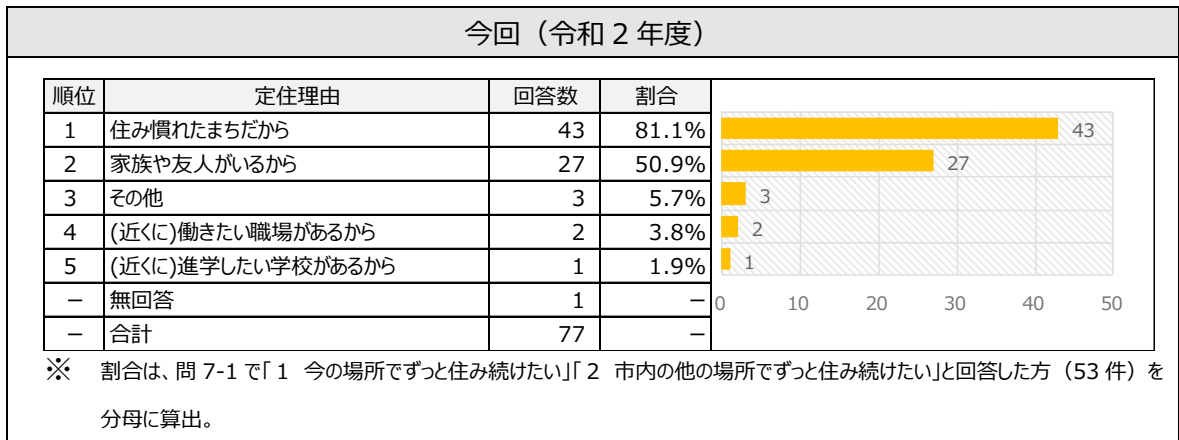 今回（令和２年度）
順位 定住理由 回答数 割合
1 住み慣れたまちだから 43 81.1% 43
2 家族や友人がいるから 27 50.9% 27
3 その他 3 5.7% 3
4 (近くに)働きたい職場があるから 2 3.8% 2
5 (近くに)進学したい学校があるから 1 1.9% 1
− 無回答 1 −
0 10 20 30 40 50
− 合計 77 −
※ 割合は、問 7-1 で「１ 今の場所でずっと住み続けたい」「２ 市内の他の場所でずっと住み続けたい」と回答した方（53 件）を
分母に算出。